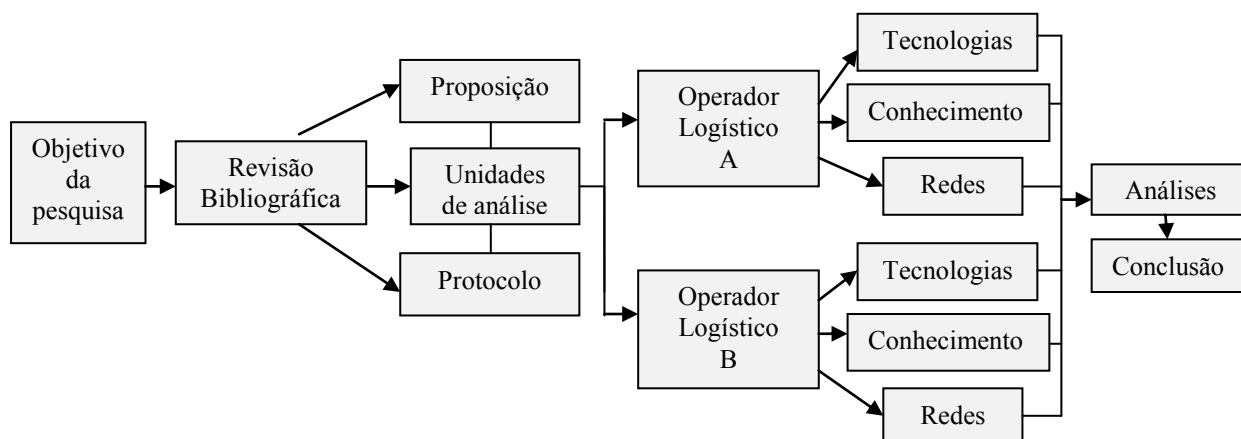 Objetivo
da
pesquisa
Revisão
Bibliográfica
Proposição
Unidades
de análise
Protocolo
Operador
Logístico
A
Tecnologias
Conhecimento
Redes
Operador
Logístico
B
Tecnologias
Conhecimento
Redes
Análises
Conclusão